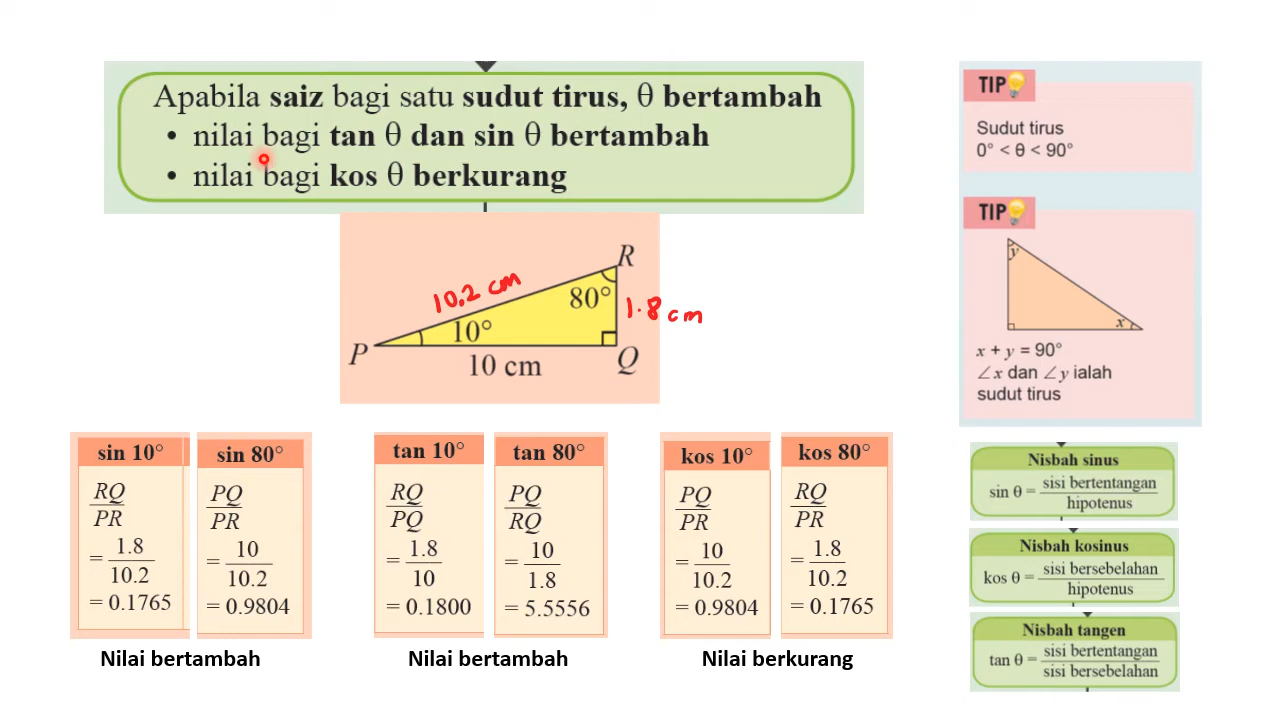 Apabila saiz bagi satu sudut tirus, θ bertambah
• nilai bagi tan θ dan sin θ bertambah
• nilai bagi kos θ berkurang
R
10.2 cm
80°
1.8 cm
10°
P
10 cm
Q
sin 10°
RQ
PR
= 1.8
10.2
= 0.1765
sin 80°
PQ
PR
= 10
10.2
= 0.9804
Nilai bertambah
tan 10°
RQ
PQ
= 1.8
10
= 0.1800
tan 80°
PQ
RQ
= 10
1.8
= 5.5556
Nilai bertambah
kos 10°
PQ
PR
= 10
10.2
= 0.9804
kos 80°
RQ
PR
= 1.8
10.2
= 0.1765
Nilai berkurang
TIP
Sudut tirus
0° < θ < 90°
TIP
y
x
x + y = 90°
∠x dan ∠y ialah
sudut tirus
Nisbah sinus
sin θ = sisi bertentangan
hipotenus
Nisbah kosinus
kos θ = sisi bersebelahan
hipotenus
Nisbah tangen
tan θ = sisi bertentangan
sisi bersebelahan